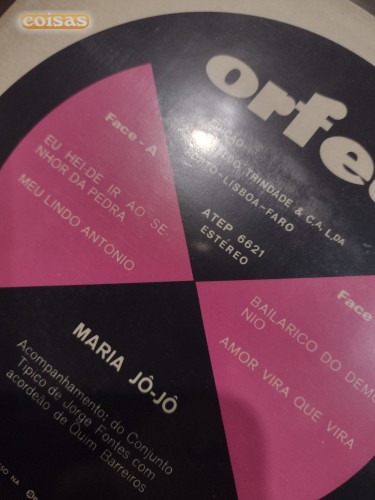 coisas
orfeu
Face-A
EU HEI DE IR AO SE-
NHOR DA PEDRA
MEU LINDO ANTÓNIO
TRINDADE & C.A, L.DA
PORTO-LISBOA-FARO
ATEP 6621
ESTÉREO
Face
BAILARICO DO DEMÓ-
NIO
AMOR VIRA QUE VIRA
MARIA JÔ-JÔ
Acompanhamento: do Conjunto
Típico de Jorge Fontes com
acordeão de Quim Barreiros